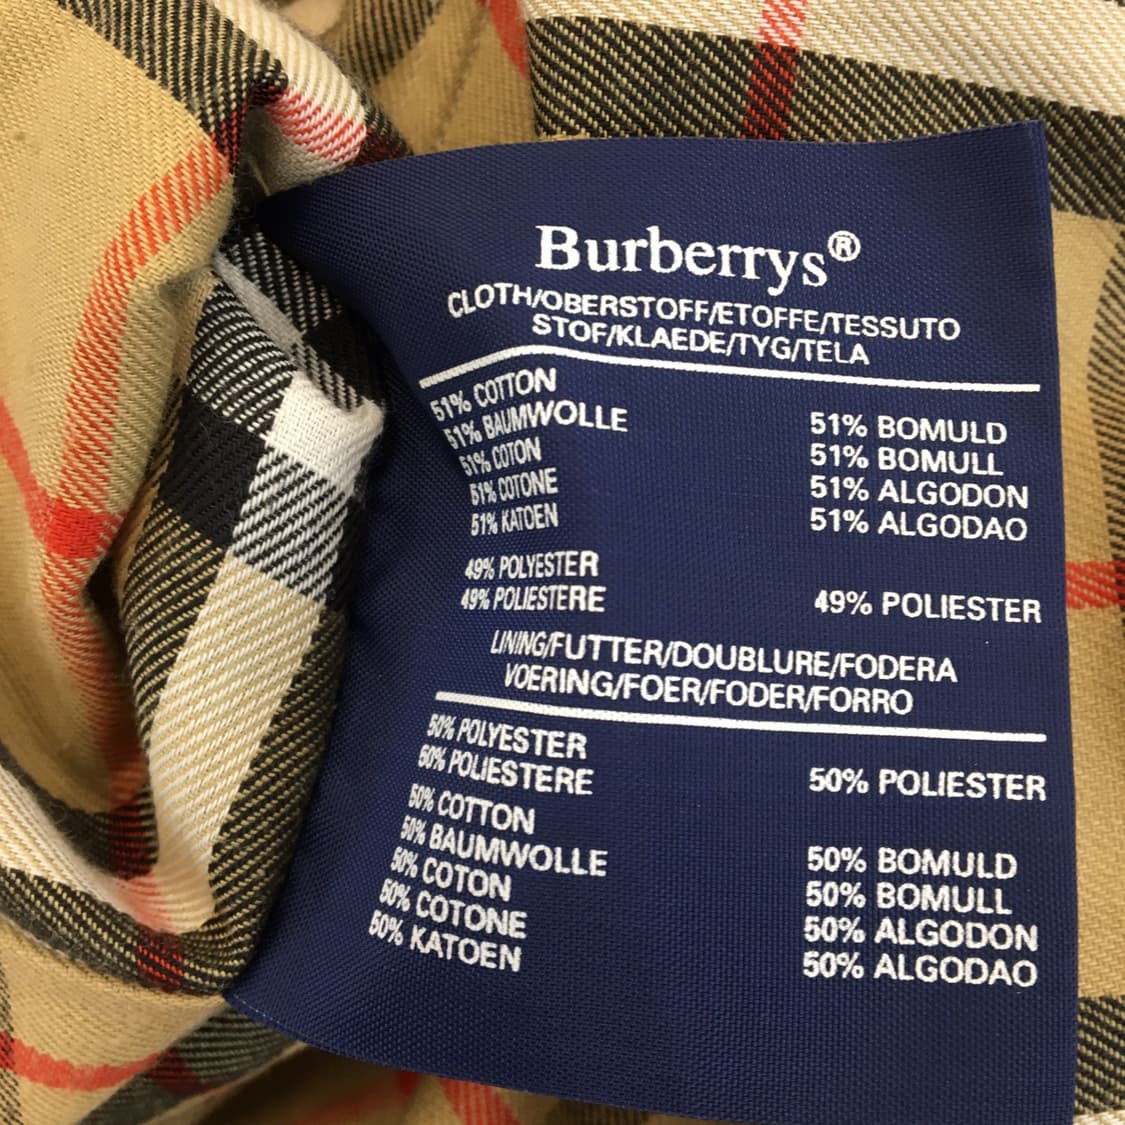 Burberrys®
CLOTH/OBERSTOFF/ETOFFE/TESSUTO
STOF/KLAEDE/TYG/TELA
51% COTTON
51% BAUMWOLLE
51% COTON
51% COTONE
51% KATOEN
51% BOMULD
51% BOMULL
51% ALGODON
51% ALGODAO
49% POLYESTER
49% POLIESTERE
49% POLIESTER
LINING/FUTTER/DOUBLURE/FODERA
VOERING/FOER/FODER/FORRO
50% POLYESTER
50% POLIESTERE
50% POLIESTER
50% COTTON
50% BAUMWOLLE
50% COTON
50% COTONE
50% KATOEN
50% BOMULD
50% BOMULL
50% ALGODON
50% ALGODAO